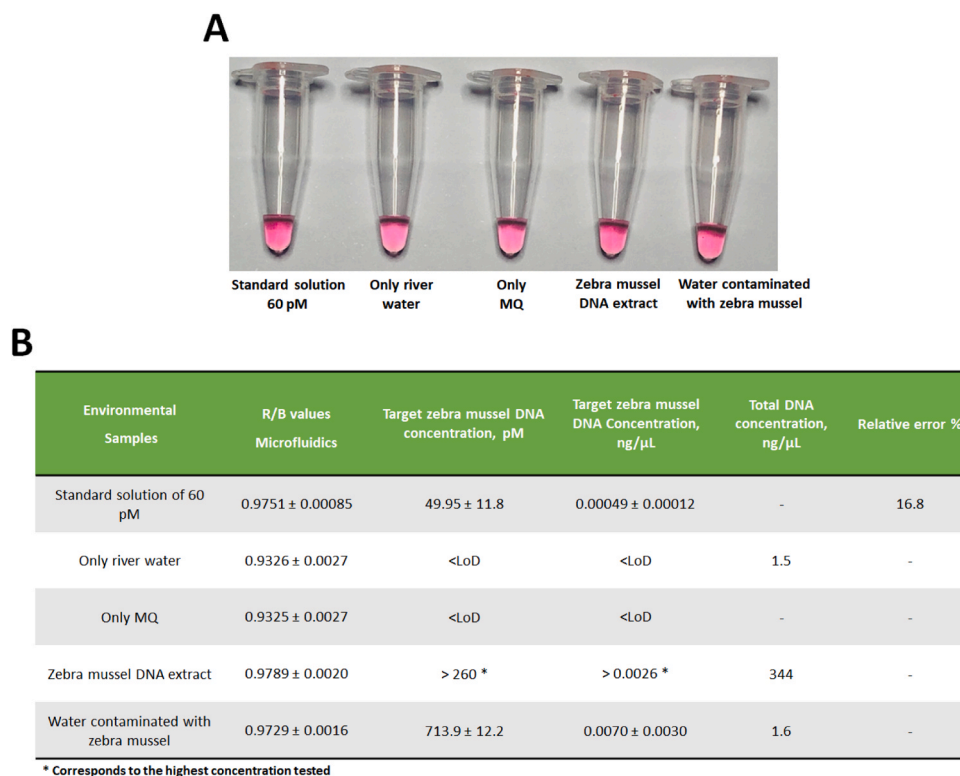 A
Standard solution
60 pM
Only river
water
Only
MQ
Zebra mussel
DNA extract
Water contaminated
with zebra mussel
B
Environmental
Samples
R/B values
Microfluidics
Target zebra mussel DNA
concentration, pM
Target zebra mussel
DNA Concentration,
ng/µL
Total DNA
concentration,
ng/µL
Relative error %
Standard solution of 60
pM
0.9751 ± 0.00085
49.95 ± 11.8
0.00049 ± 0.00012
-
16.8
Only river water
0.9326 ± 0.0027
<LoD
<LoD
1.5
-
Only MQ
0.9325 ± 0.0027
<LoD
<LoD
-
-
Zebra mussel DNA extract
0.9789 ± 0.0020
> 260 *
> 0.0026 *
344
-
Water contaminated with
zebra mussel
0.9729 ± 0.0016
713.9 ± 12.2
0.0070 ± 0.0030
1.6
-
* Corresponds to the highest concentration tested